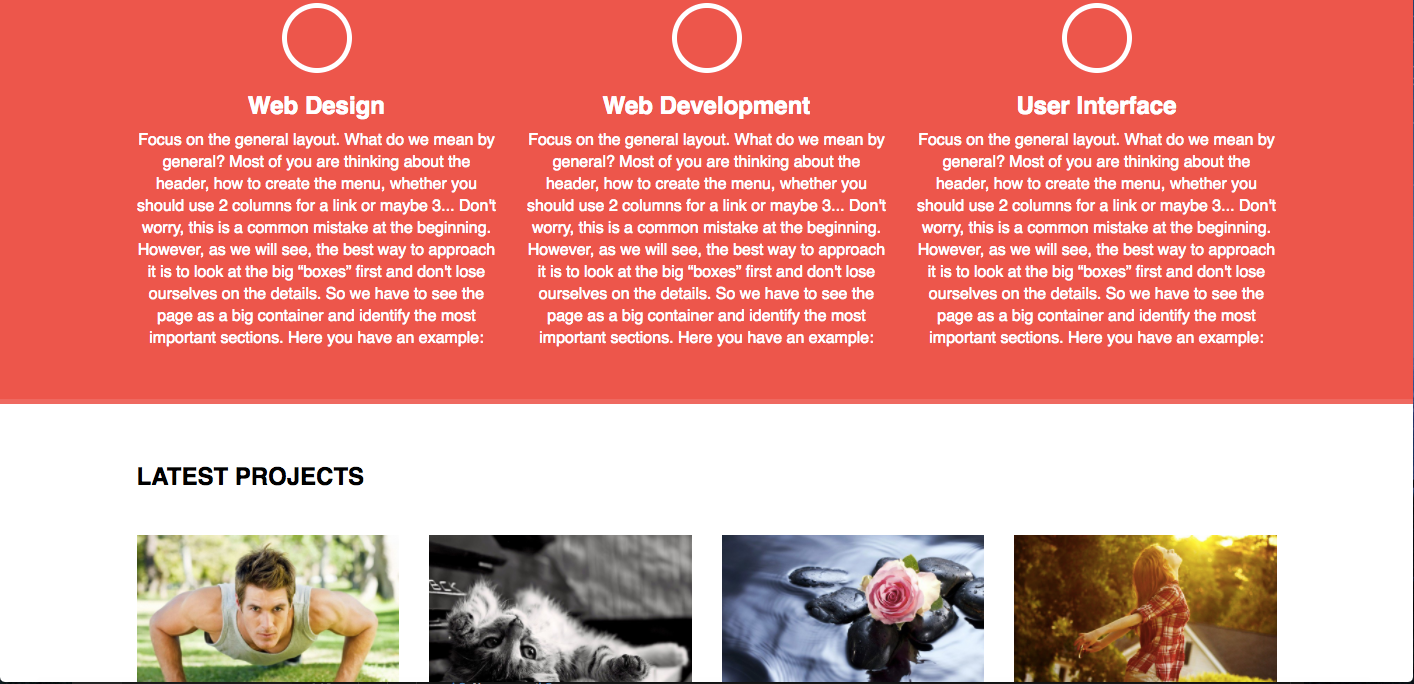 Web Design
Focus on the general layout. What do we mean by
general? Most of you are thinking about the
header, how to create the menu, whether you
should use 2 columns for a link or maybe 3... Don't
worry, this is a common mistake at the beginning.
However, as we will see, the best way to approach
it is to look at the big “boxes” first and don't lose
ourselves on the details. So we have to see the
page as a big container and identify the most
important sections. Here you have an example:
Web Development
Focus on the general layout. What do we mean by
general? Most of you are thinking about the
header, how to create the menu, whether you
should use 2 columns for a link or maybe 3... Don't
worry, this is a common mistake at the beginning.
However, as we will see, the best way to approach
it is to look at the big “boxes” first and don't lose
ourselves on the details. So we have to see the
page as a big container and identify the most
important sections. Here you have an example:
User Interface
Focus on the general layout. What do we mean by
general? Most of you are thinking about the
header, how to create the menu, whether you
should use 2 columns for a link or maybe 3... Don't
worry, this is a common mistake at the beginning.
However, as we will see, the best way to approach
it is to look at the big “boxes” first and don't lose
ourselves on the details. So we have to see the
page as a big container and identify the most
important sections. Here you have an example:
LATEST PROJECTS